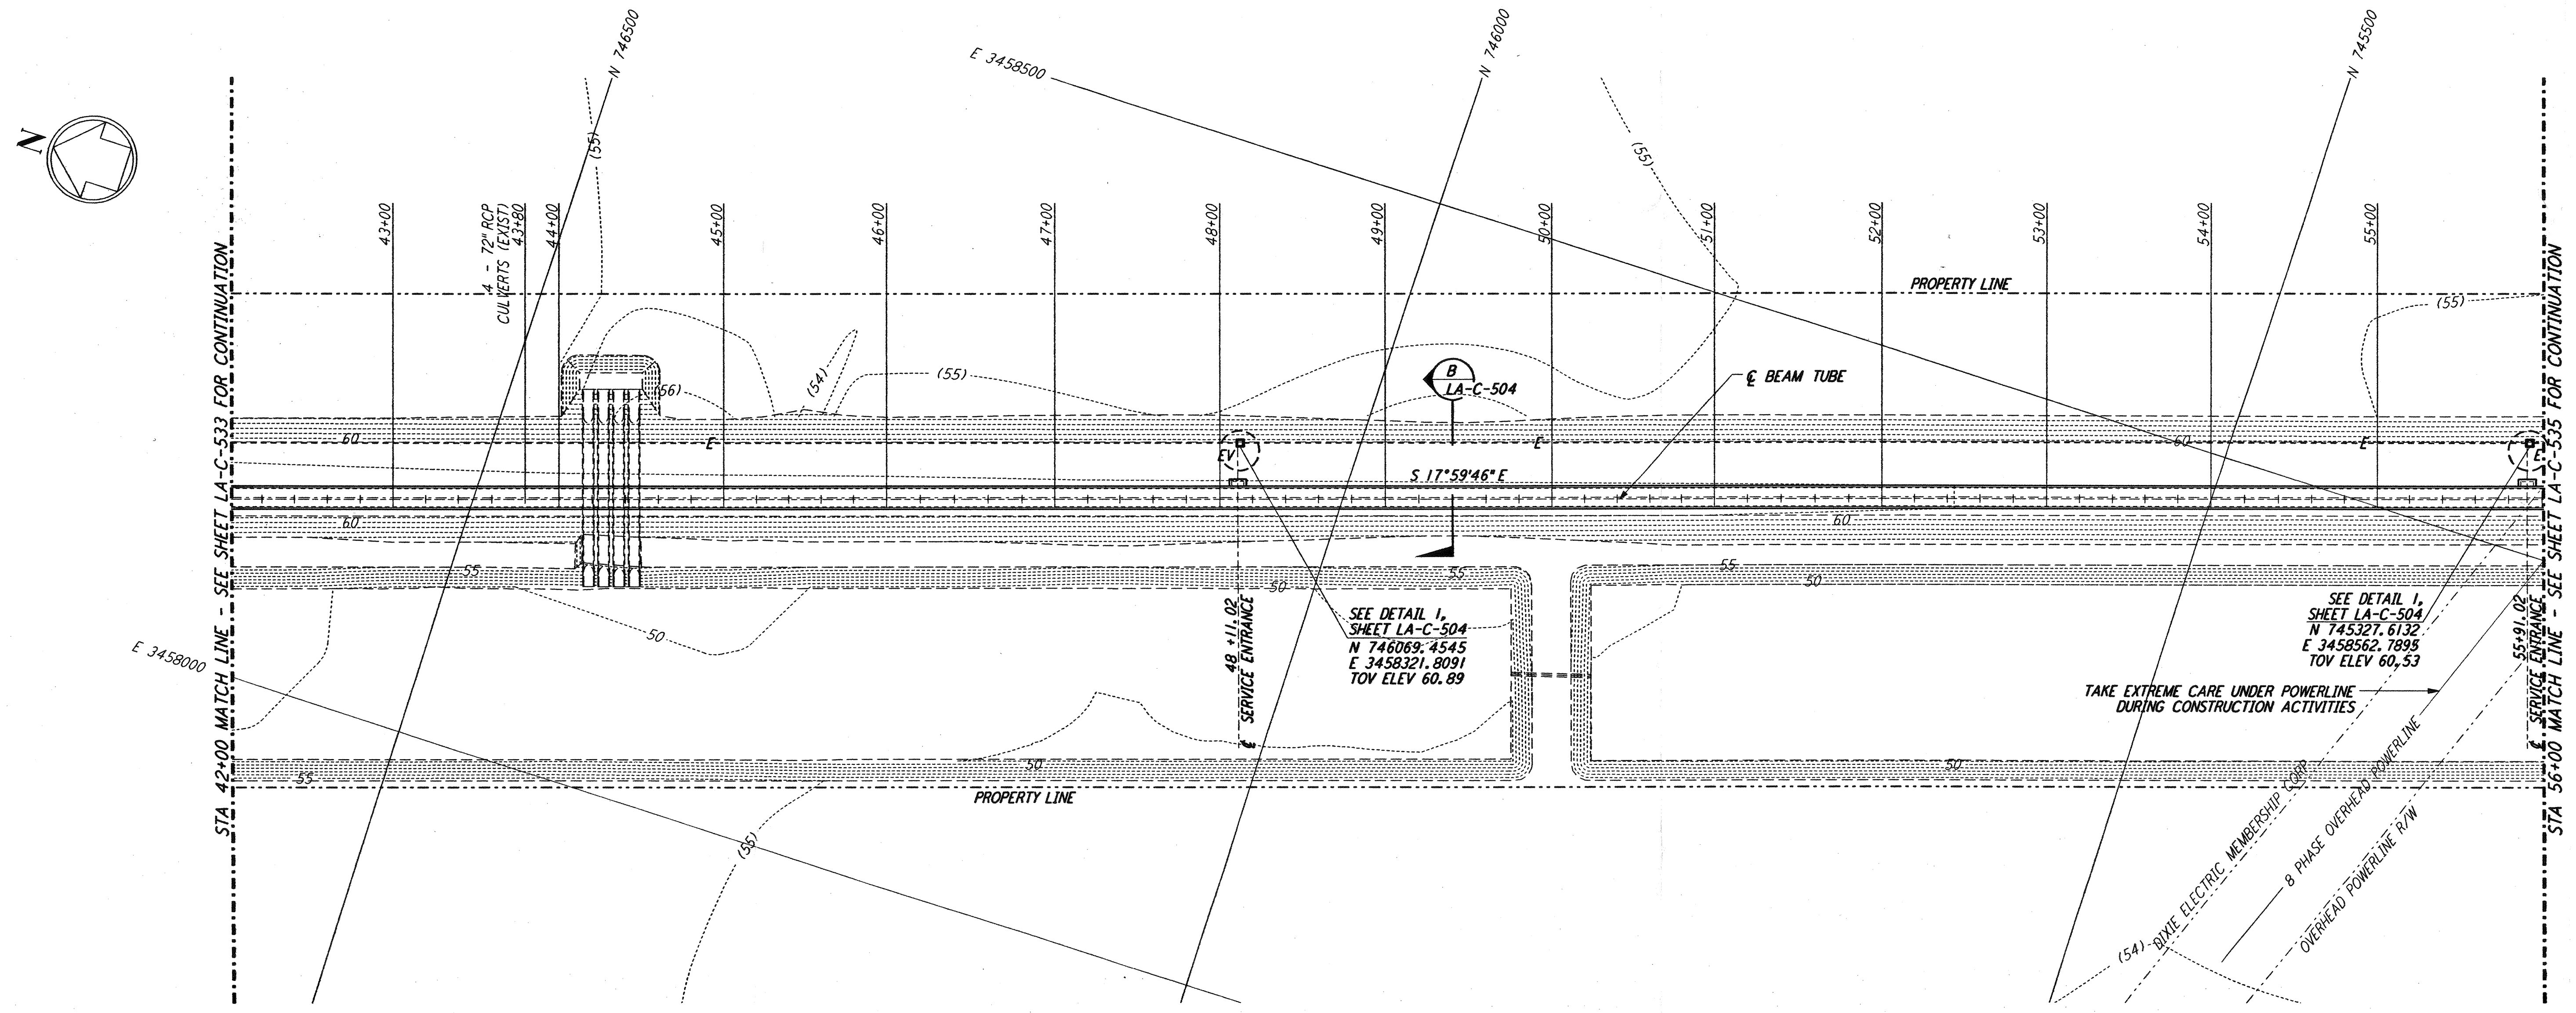 N
N 746500
E 3458500
N 746000
N 745500
43+00
4 - 72" RCP
CULVERTS (EXIST)
43+80
44+00
45+00
46+00
47+00
48+00
49+00
50+00
51+00
52+00
53+00
54+00
55+00
(55)
(55)
PROPERTY LINE
(55)
(54)
(55)
(56)
B
LA-C-504
℄ BEAM TUBE
60
E
EV
E
E
60
E
S 17°59'46" E
60
60
55
50
55
55
50
50
48 +11.02
℄ SERVICE ENTRANCE
SEE DETAIL 1,
SHEET LA-C-504
N 746069.4545
E 3458321.8091
TOV ELEV 60.89
SEE DETAIL 1,
SHEET LA-C-504
N 745327.6132
E 3458562.7895
TOV ELEV 60.53
55+91.02
℄ SERVICE ENTRANCE
TAKE EXTREME CARE UNDER POWERLINE
DURING CONSTRUCTION ACTIVITIES
E 3458000
55
50
50
PROPERTY LINE
(55)
DIXIE ELECTRIC MEMBERSHIP CORP
8 PHASE OVERHEAD POWERLINE
OVERHEAD POWERLINE R/W
(54)
STA 42+00 MATCH LINE - SEE SHEET LA-C-533 FOR CONTINUATION
STA 56+00 MATCH LINE - SEE SHEET LA-C-535 FOR CONTINUATION